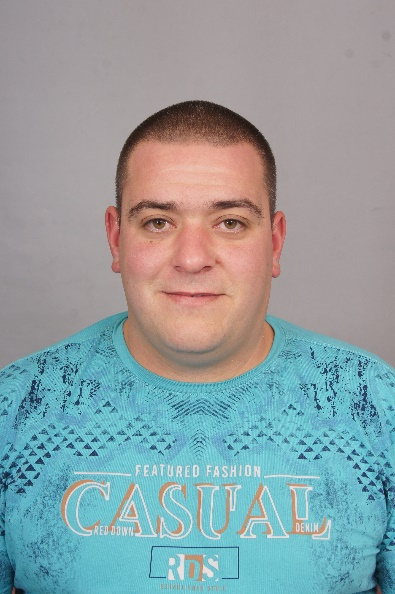 FEATURED FASHION
CASUAL
RED DOWN DENIM
RDS